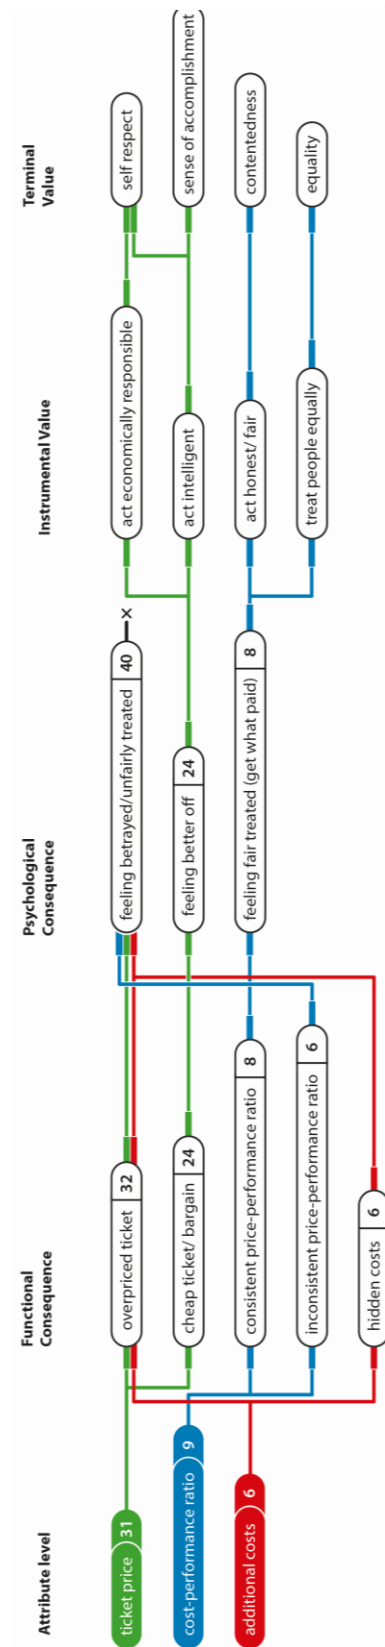 Attribute level
Functional
Consequence
Psychological
Consequence
Instrumental Value
Terminal
Value
ticket price 31
overpriced ticket 32
feeling betrayed/unfairly treated 40
×
act economically responsible
self respect
cost-performance ratio 9
cheap ticket/ bargain 24
feeling better off 24
act intelligent
sense of accomplishment
additional costs 6
consistent price-performance ratio 8
feeling fair treated (get what paid) 8
act honest/ fair
contentedness
inconsistent price-performance ratio 6
treat people equally
equality
hidden costs 6